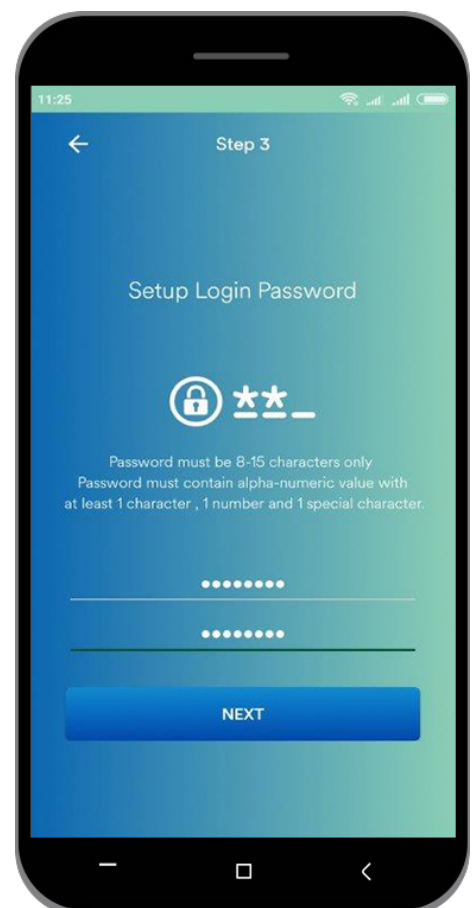 11:25
Step 3
Setup Login Password
**_
Password must be 8-15 characters only
Password must contain alpha-numeric value with
at least 1 character , 1 number and 1 special character.
••••••••
••••••••
NEXT